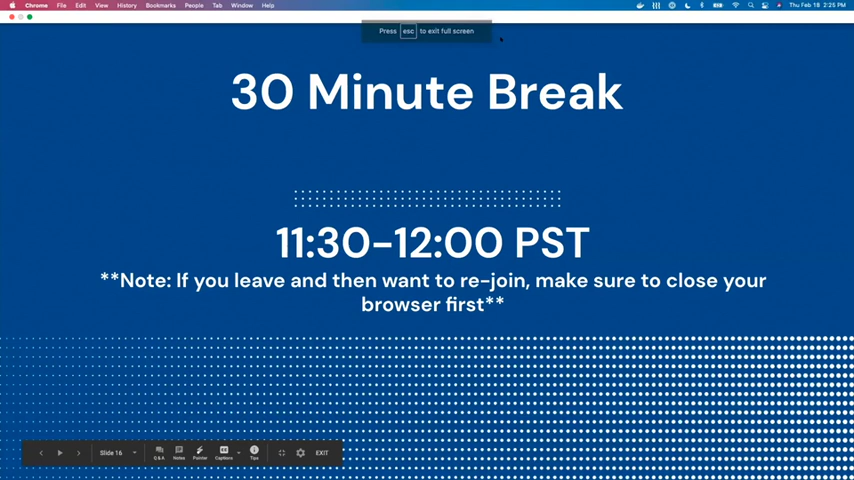 Chrome File Edit View History Bookmarks People Tab Window Help Thu Feb 18 2:25 PM
Press esc to exit full screen
30 Minute Break
11:30-12:00 PST
**Note: If you leave and then want to re-join, make sure to close your
browser first**
Slide 16 Q & A Notes Pointer Captions Tips EXIT